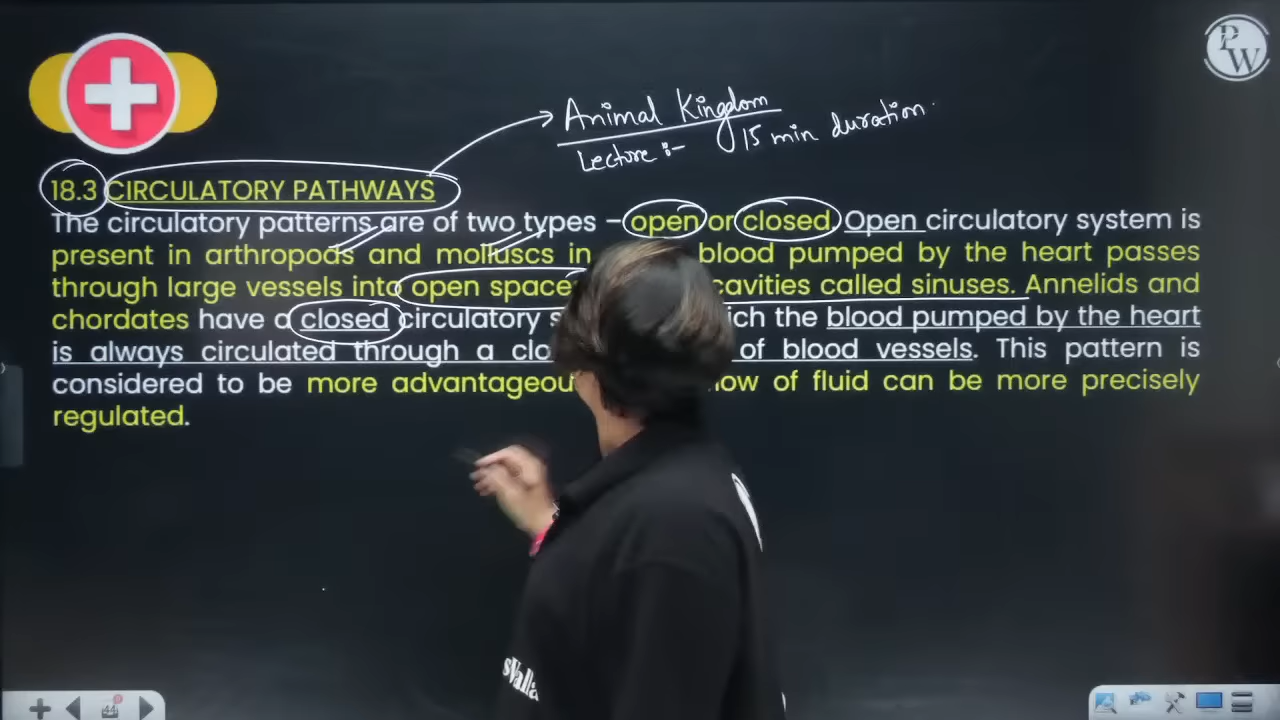 PW
Animal Kingdom
Lecture :- 15 min duration.
18.3 CIRCULATORY PATHWAYS
The circulatory patterns are of two types – open or closed. Open circulatory system is
present in arthropods and molluscs in blood pumped by the heart passes
through large vessels into open space cavities called sinuses. Annelids and
chordates have a closed circulatory s ich the blood pumped by the heart
is always circulated through a clo of blood vessels. This pattern is
considered to be more advantageou ow of fluid can be more precisely
regulated.
sWalla
44